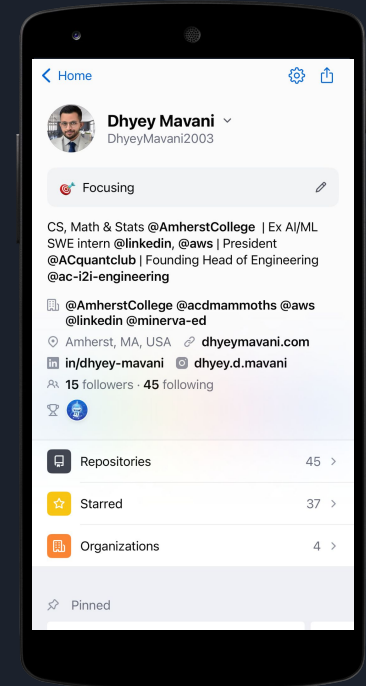 Home
Dhyey Mavani
DhyeyMavani2003
Focusing
CS, Math & Stats @AmherstCollege | Ex AI/ML
SWE intern @linkedin, @aws | President
@ACquantclub | Founding Head of Engineering
@ac-i2i-engineering
@AmherstCollege @acdmammoths @aws
@linkedin @minerva-ed
Amherst, MA, USA dhyeymavani.com
in/dhyey-mavani dhyey.d.mavani
15 followers · 45 following
Repositories 45
Starred 37
Organizations 4
Pinned